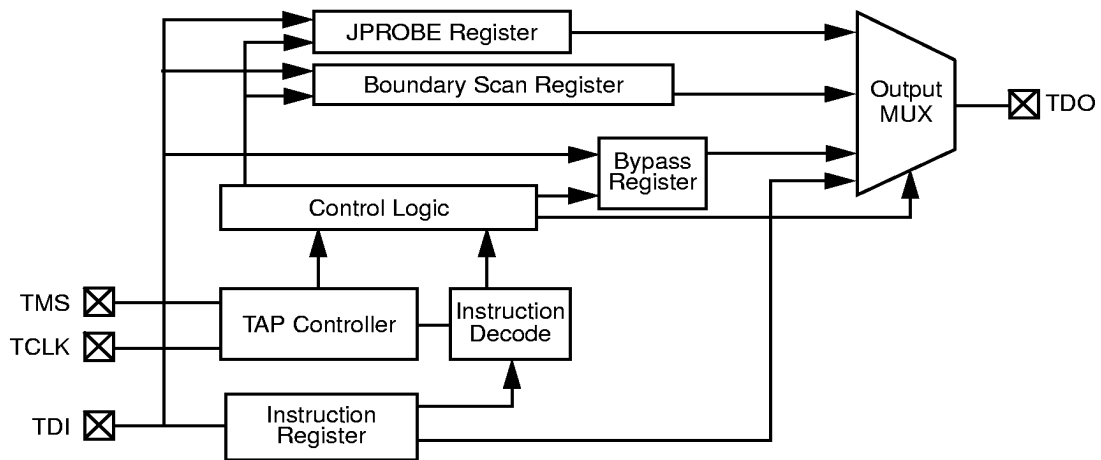 JPROBE Register
Boundary Scan Register
Output
MUX
TDO
Bypass
Register
Control Logic
TMS
TAP Controller
Instruction
Decode
TCLK
TDI
Instruction
Register